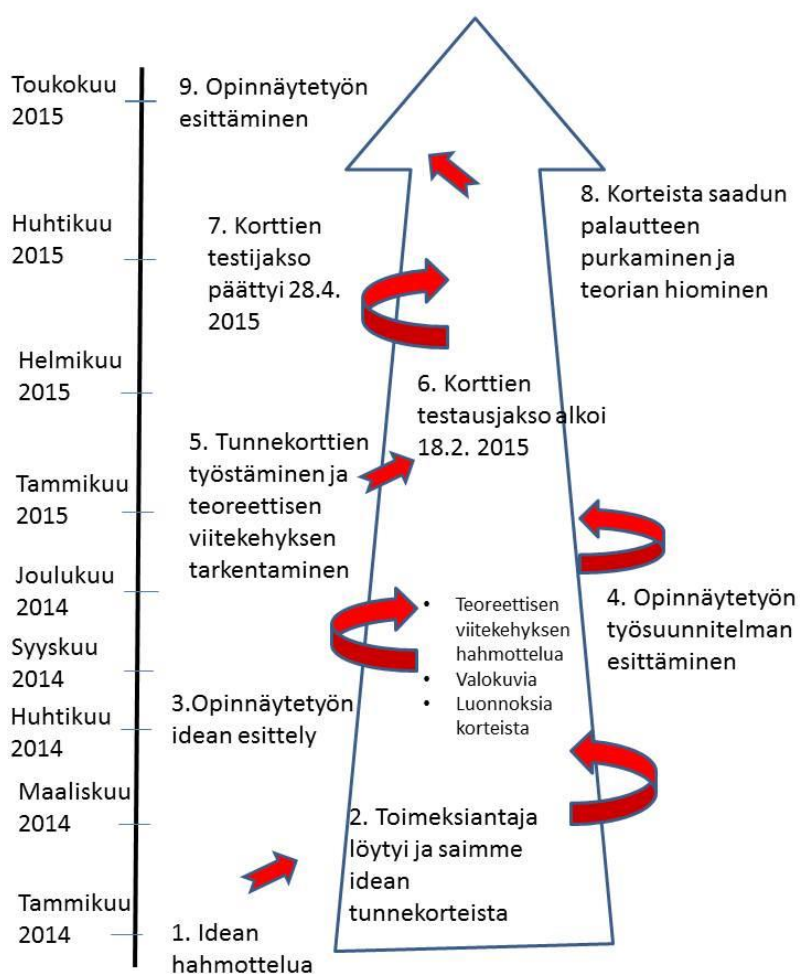 Toukokuu
2015
9. Opinnäytetyön
esittäminen
Huhtikuu
2015
7. Korttien
testijakso
päättyi 28.4.
2015
8. Korteista saadun
palautteen
purkaminen ja
teorian hiominen
Helmikuu
2015
6. Korttien
testausjakso alkoi
18.2. 2015
5. Tunnekorttien
työstäminen ja
teoreettisen
viitekehyksen
tarkentaminen
Tammikuu
2015
Joulukuu
2014
4. Opinnäytetyön
työsuunnitelman
esittäminen
• Teoreettisen
viitekehyksen
hahmottelua
• Valokuvia
• Luonnoksia
korteista
Syyskuu
2014
3.Opinnäytetyön
idean esittely
Huhtikuu
2014
Maaliskuu
2014
2. Toimeksiantaja
löytyi ja saimme
idean
tunnekorteista
Tammikuu
2014
1. Idean
hahmottelua